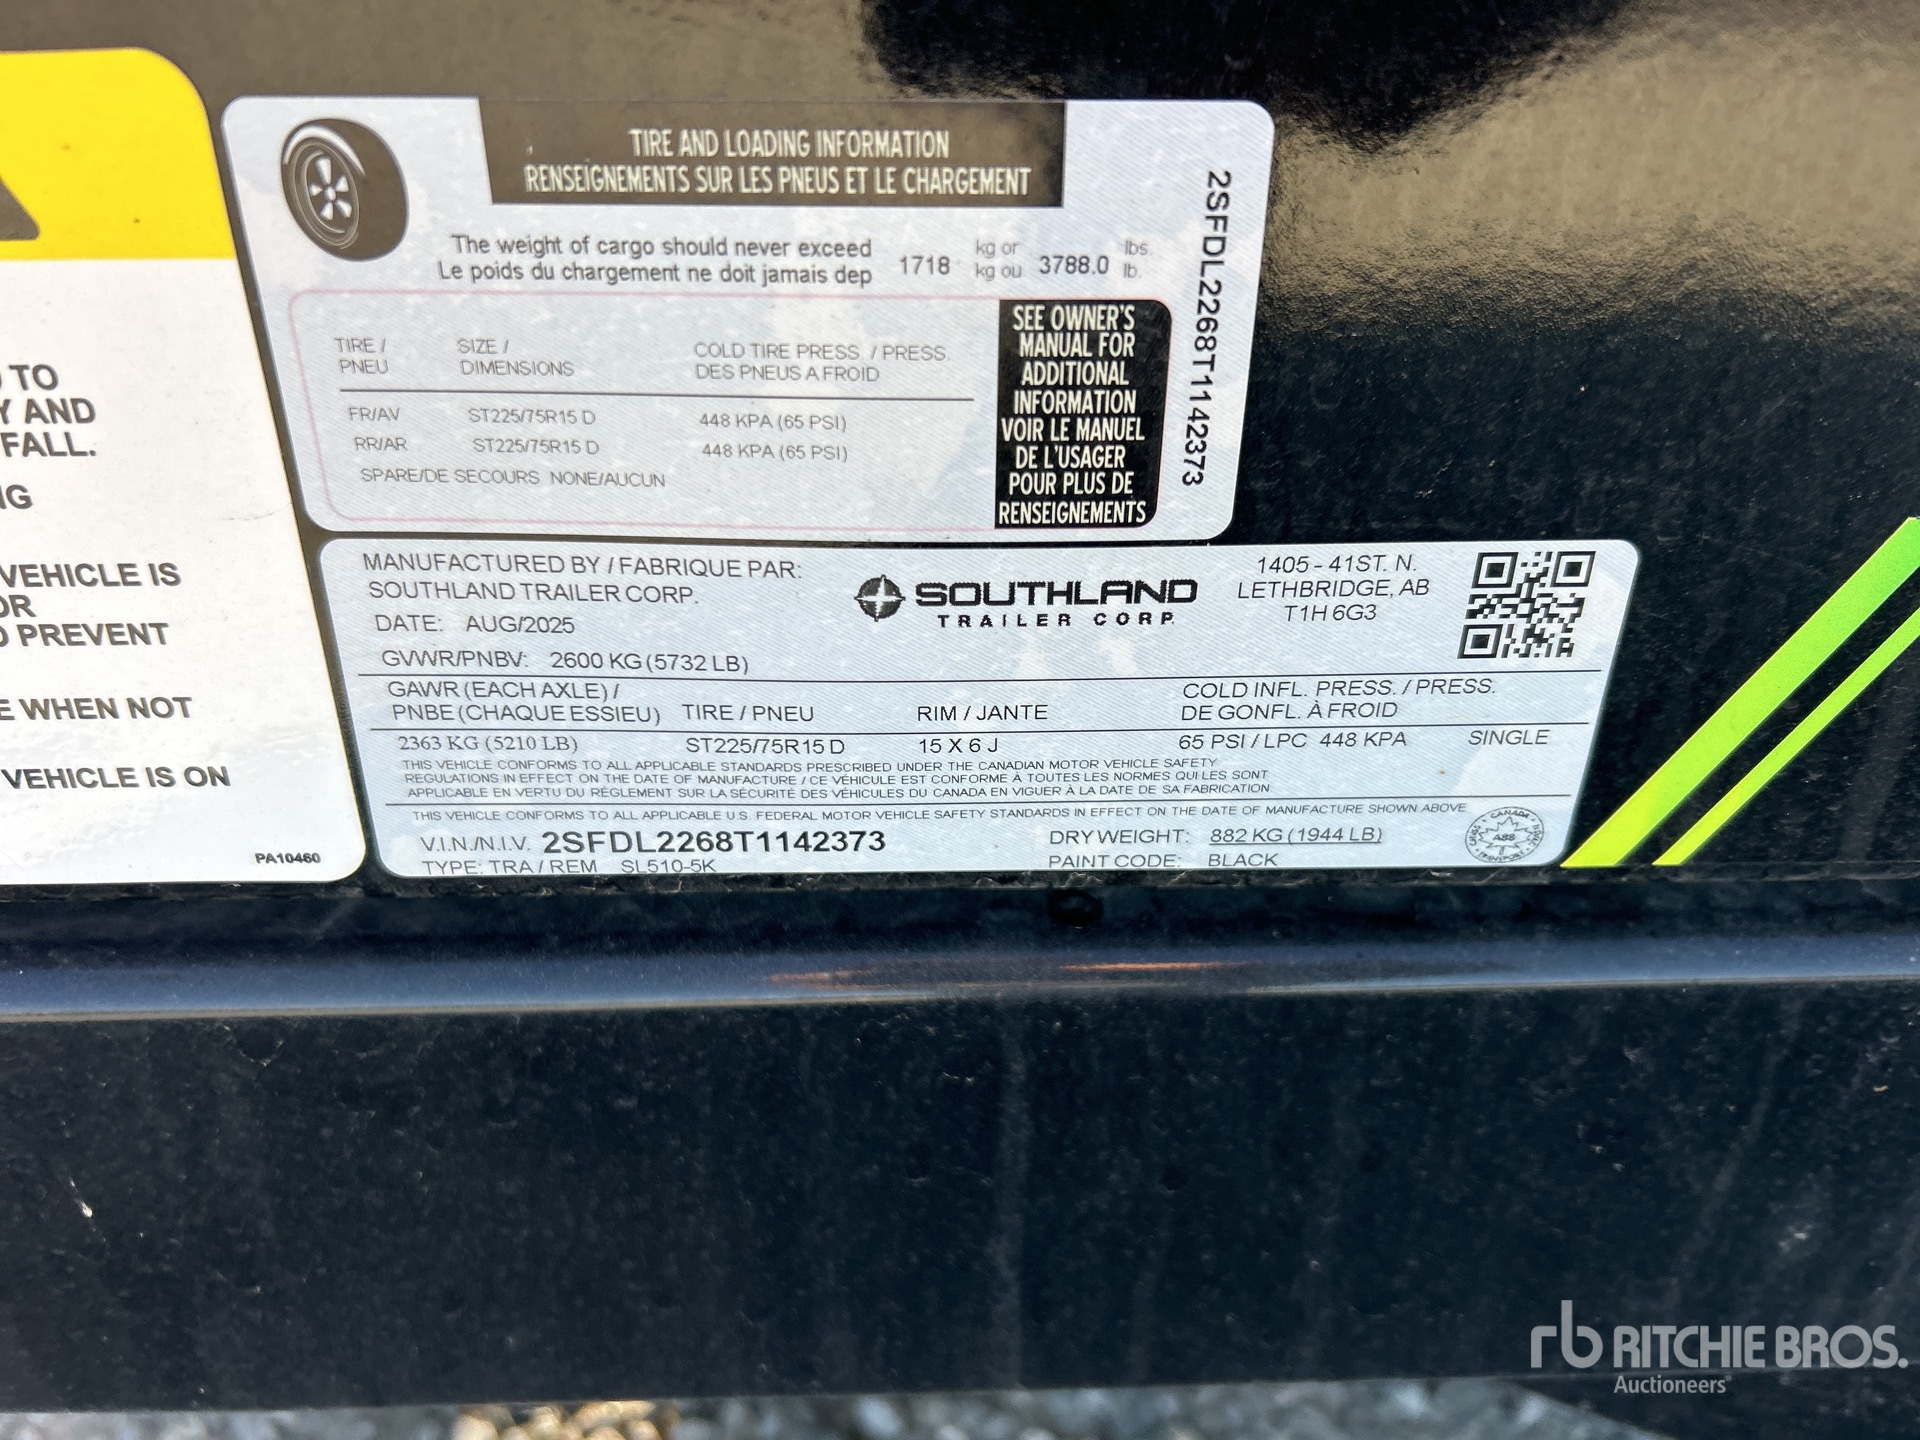 TO
Y AND
FALL.
VEHICLE IS
PREVENT
WHEN NOT
VEHICLE IS ON
PA10460
TIRE AND LOADING INFORMATION
RENSEIGNEMENTS SUR LES PNEUS ET LE CHARGEMENT
The weight of cargo should never exceed 1718 kg or 3788.0 lbs.
Le poids du chargement ne doit jamais dep kg ou lb.
TIRE / SIZE / COLD TIRE PRESS. / PRESS.
PNEU DIMENSIONS DES PNEUS A FROID
FR/AV ST225/75R15 D 448 KPA (65 PSI)
RR/AR ST225/75R15 D 448 KPA (65 PSI)
SPARE/DE SECOURS NONE/AUCUN
SEE OWNER'S
MANUAL FOR
ADDITIONAL
INFORMATION
VOIR LE MANUEL
DE L'USAGER
POUR PLUS DE
RENSEIGNEMENTS
2SFDL2268T1142373
MANUFACTURED BY / FABRIQUE PAR:
SOUTHLAND TRAILER CORP.
DATE: AUG/2025
GVWR/PNBV: 2600 KG (5732 LB)
SOUTHLAND
TRAILER CORP.
1405 - 41ST. N.
LETHBRIDGE, AB
T1H 6G3
GAWR (EACH AXLE) / COLD INFL. PRESS. / PRESS.
PNBE (CHAQUE ESSIEU) TIRE / PNEU RIM / JANTE DE GONFL. À FROID
2363 KG (5210 LB) ST225/75R15 D 15 X 6 J 65 PSI / LPC 448 KPA SINGLE
THIS VEHICLE CONFORMS TO ALL APPLICABLE STANDARDS PRESCRIBED UNDER THE CANADIAN MOTOR VEHICLE SAFETY
REGULATIONS IN EFFECT ON THE DATE OF MANUFACTURE / CE VÉHICULE EST CONFORME À TOUTES LES NORMES QUI LES SONT
APPLICABLE EN VERTU DU RÈGLEMENT SUR LA SÉCURITÉ DES VÉHICULES DU CANADA EN VIGUER À LA DATE DE SA FABRICATION
THIS VEHICLE CONFORMS TO ALL APPLICABLE U.S. FEDERAL MOTOR VEHICLE SAFETY STANDARDS IN EFFECT ON THE DATE OF MANUFACTURE SHOWN ABOVE
V.I.N./N.I.V. 2SFDL2268T1142373 DRY WEIGHT: 882 KG (1944 LB)
TYPE: TRA / REM SL510-5K PAINT CODE: BLACK
CANADA
TRANSPORT
rb RITCHIE BROS.
Auctioneers